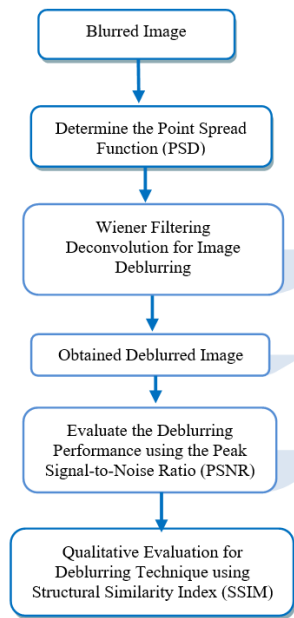 Blurred Image
Determine the Point Spread
Function (PSD)
Wiener Filtering
Deconvolution for Image
Deblurring
Obtained Deblurred Image
Evaluate the Deblurring
Performance using the Peak
Signal-to-Noise Ratio (PSNR)
Qualitative Evaluation for
Deblurring Technique using
Structural Similarity Index (SSIM)